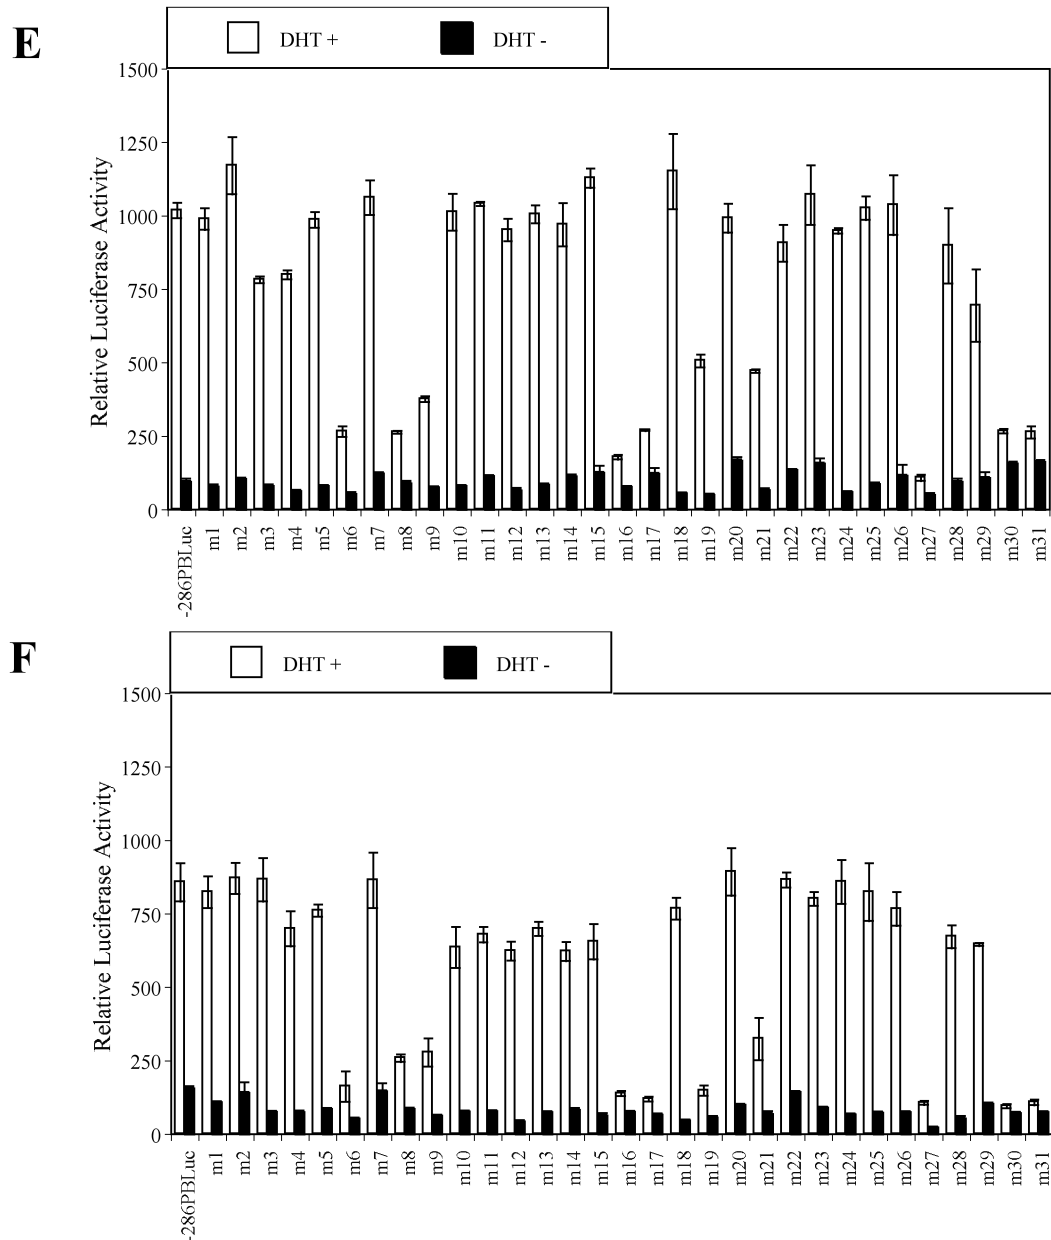 E
DHT +
DHT -
1500
1250
1000
750
500
250
0
Relative Luciferase Activity
-286PBLuc
m1
m2
m3
m4
m5
m6
m7
m8
m9
m10
m11
m12
m13
m14
m15
m16
m17
m18
m19
m20
m21
m22
m23
m24
m25
m26
m27
m28
m29
m30
m31
F
DHT +
DHT -
1500
1250
1000
750
500
250
0
Relative Luciferase Activity
-286PBLuc
m1
m2
m3
m4
m5
m6
m7
m8
m9
m10
m11
m12
m13
m14
m15
m16
m17
m18
m19
m20
m21
m22
m23
m24
m25
m26
m27
m28
m29
m30
m31